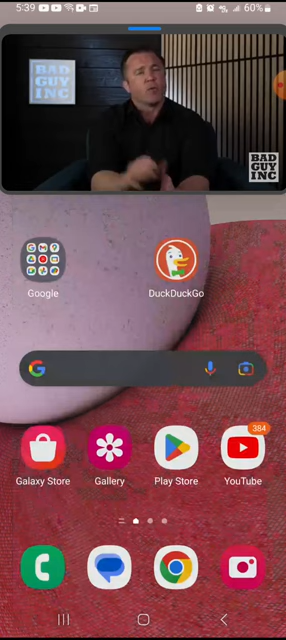 5:39
60%
BAD
GUY
INC
BAD
GUY
INC
Google
DuckDuckGo
384
Galaxy Store
Gallery
Play Store
YouTube